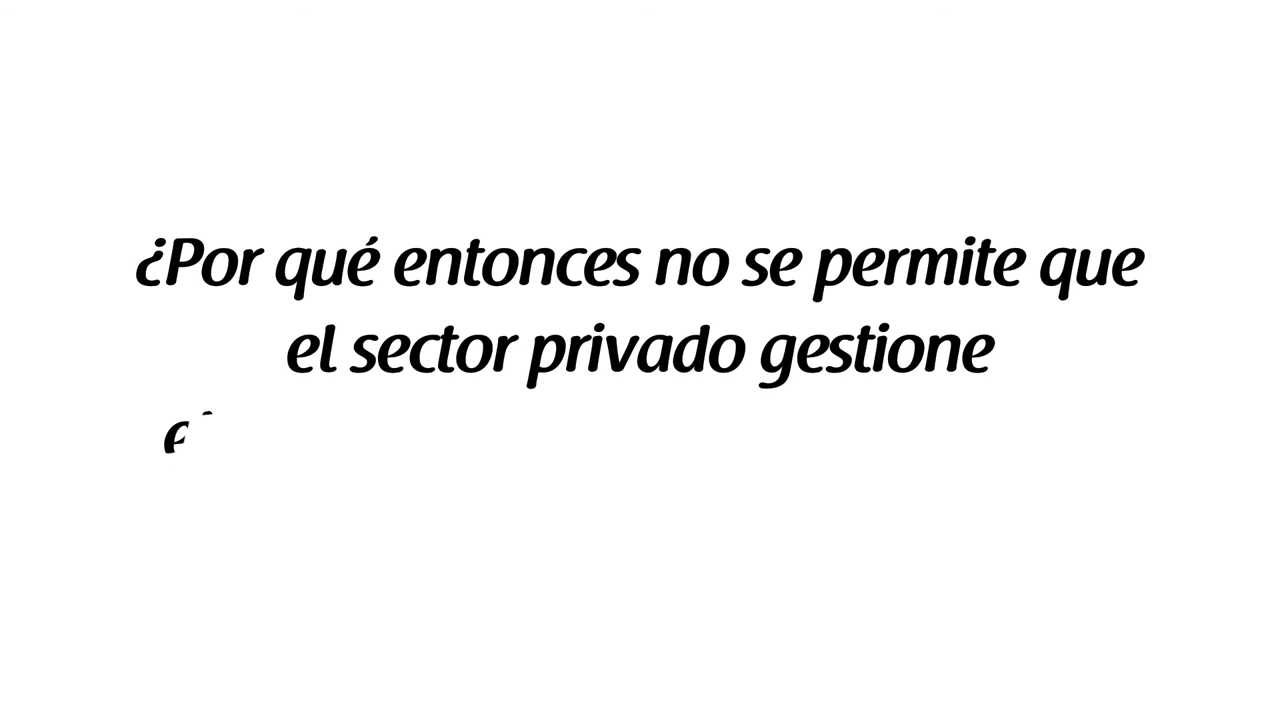 ¿Por qué entonces no se permite que
el sector privado gestione